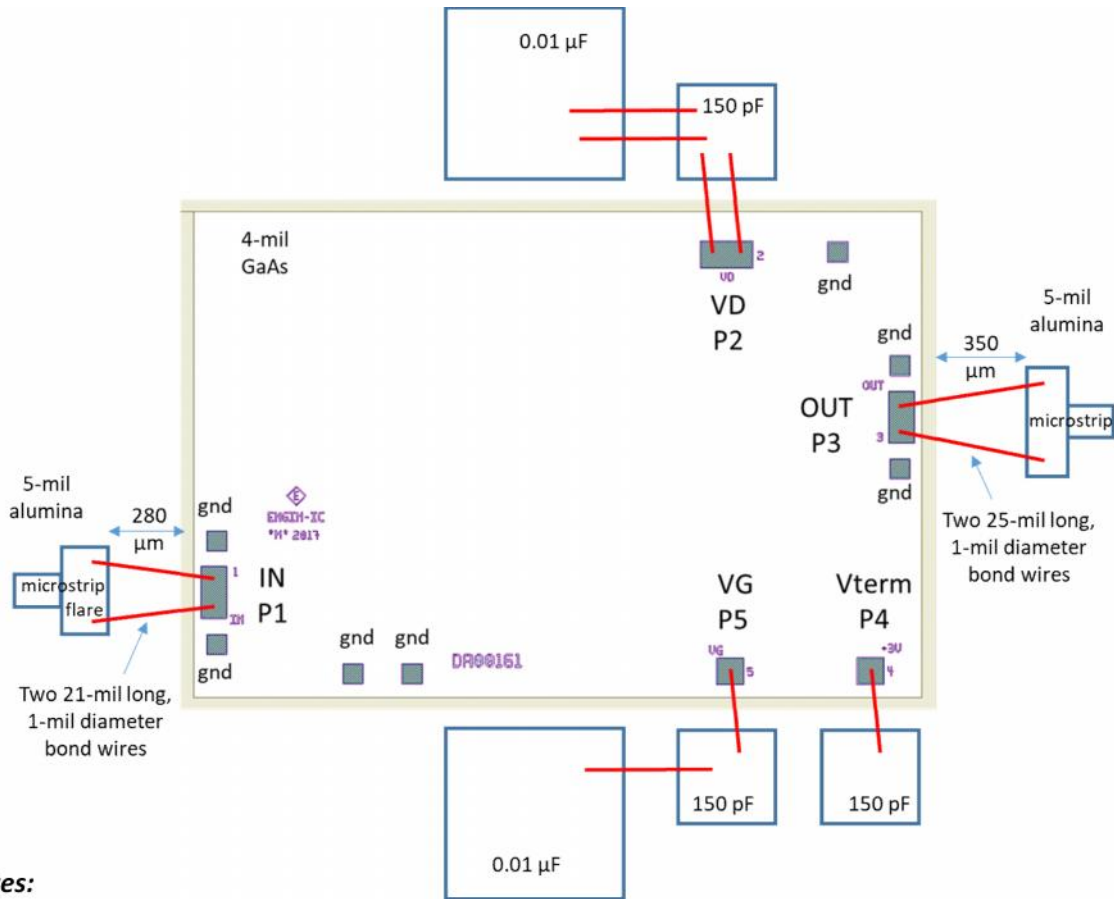 0.01 µF
150 pF
4-mil
GaAs
2
VD
VD
P2
gnd
5-mil
alumina
gnd
350
µm
OUT
OUT
P3
3
microstrip
gnd
Two 25-mil long,
1-mil diameter
bond wires
5-mil
alumina
280
µm
gnd
ENGIN-IC
*M* 2017
microstrip
flare
1
IN
IN
P1
gnd
Two 21-mil long,
1-mil diameter
bond wires
gnd
gnd
DA00161
VG
P5
VG
5
Vterm
P4
+3V
4
150 pF
150 pF
0.01 µF
es: